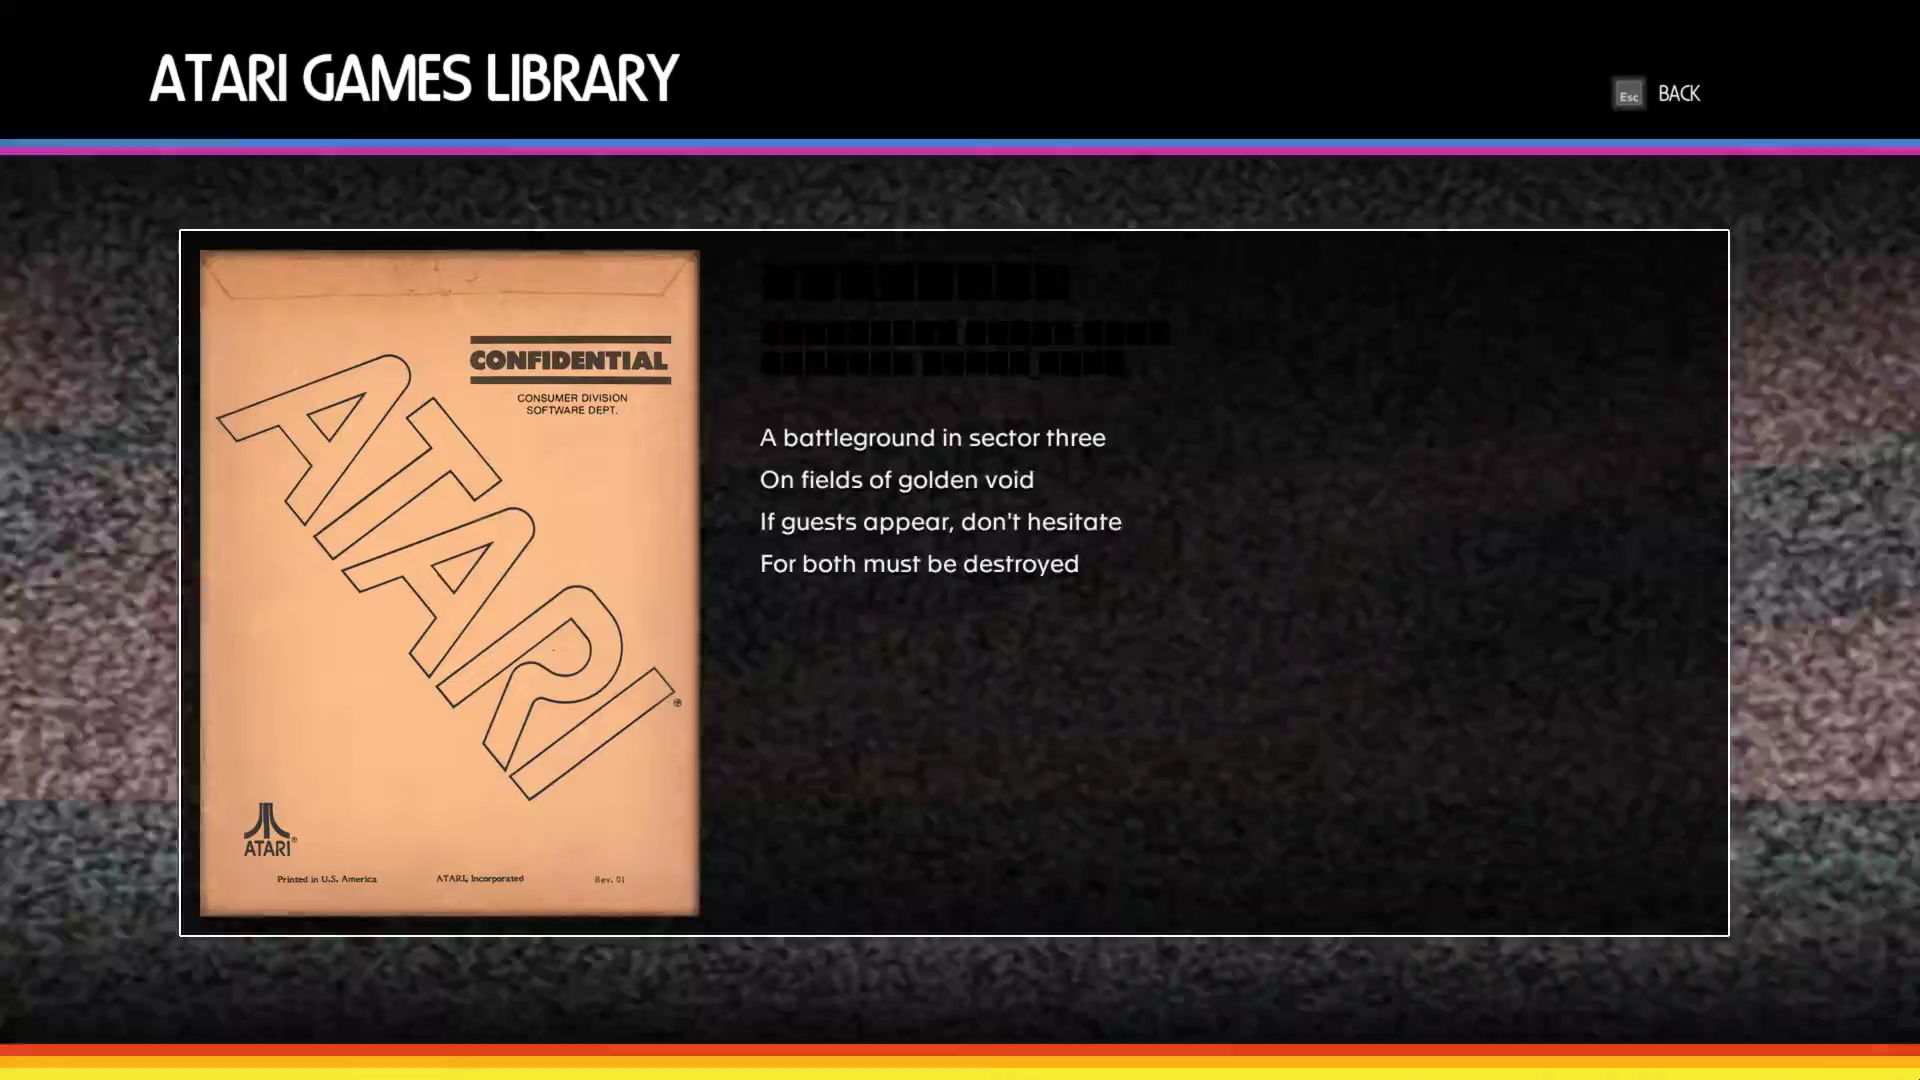 ATARI GAMES LIBRARY
Esc BACK
CONFIDENTIAL
CONSUMER DIVISION
SOFTWARE DEPT.
ATARI
®
ATARI®
Printed in U.S. America ATARI, Incorporated Rev. 01
A battleground in sector three
On fields of golden void
If guests appear, don't hesitate
For both must be destroyed